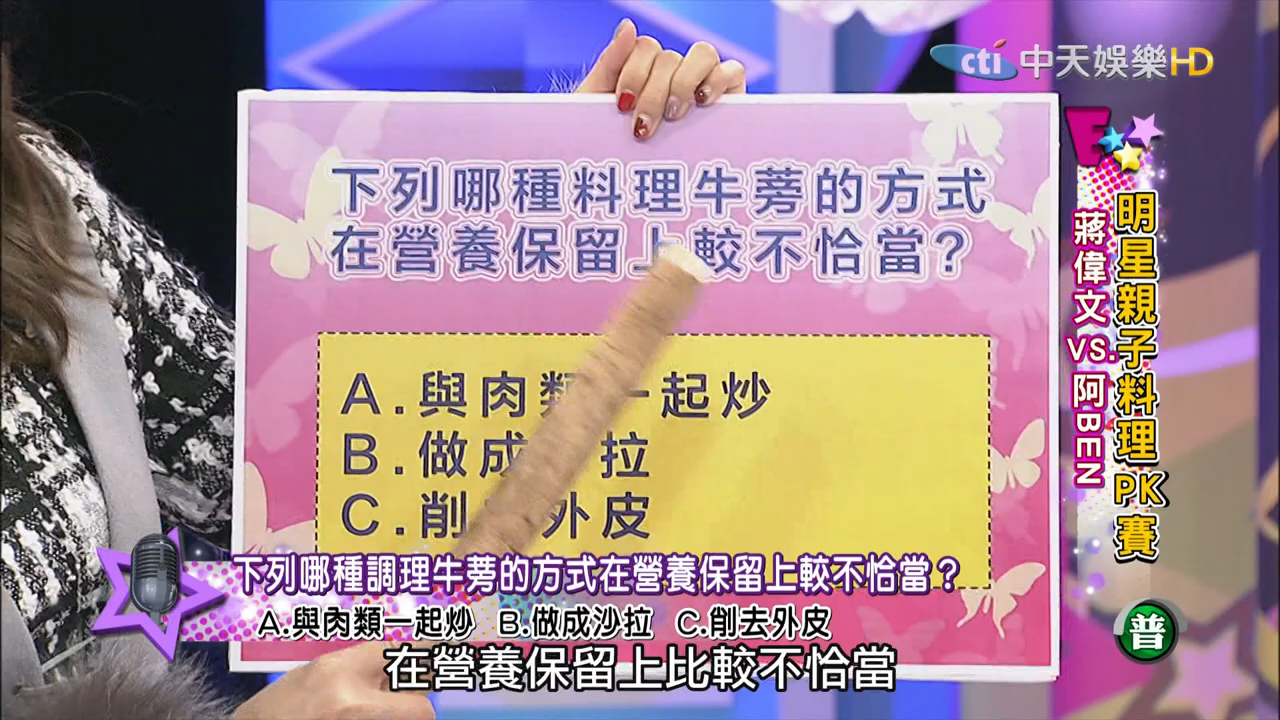 cti 中天娛樂HD
下列哪種料理牛蒡的方式
在營養保留上較不恰當?
A.與肉類一起炒
B.做成 拉
C.削 外皮
明星親子料理PK賽
蔣偉文VS.阿BEN
普
下列哪種調理牛蒡的方式在營養保留上較不恰當？
A.與肉類一起炒 B.做成沙拉 C.削去外皮
在營養保留上比較不恰當